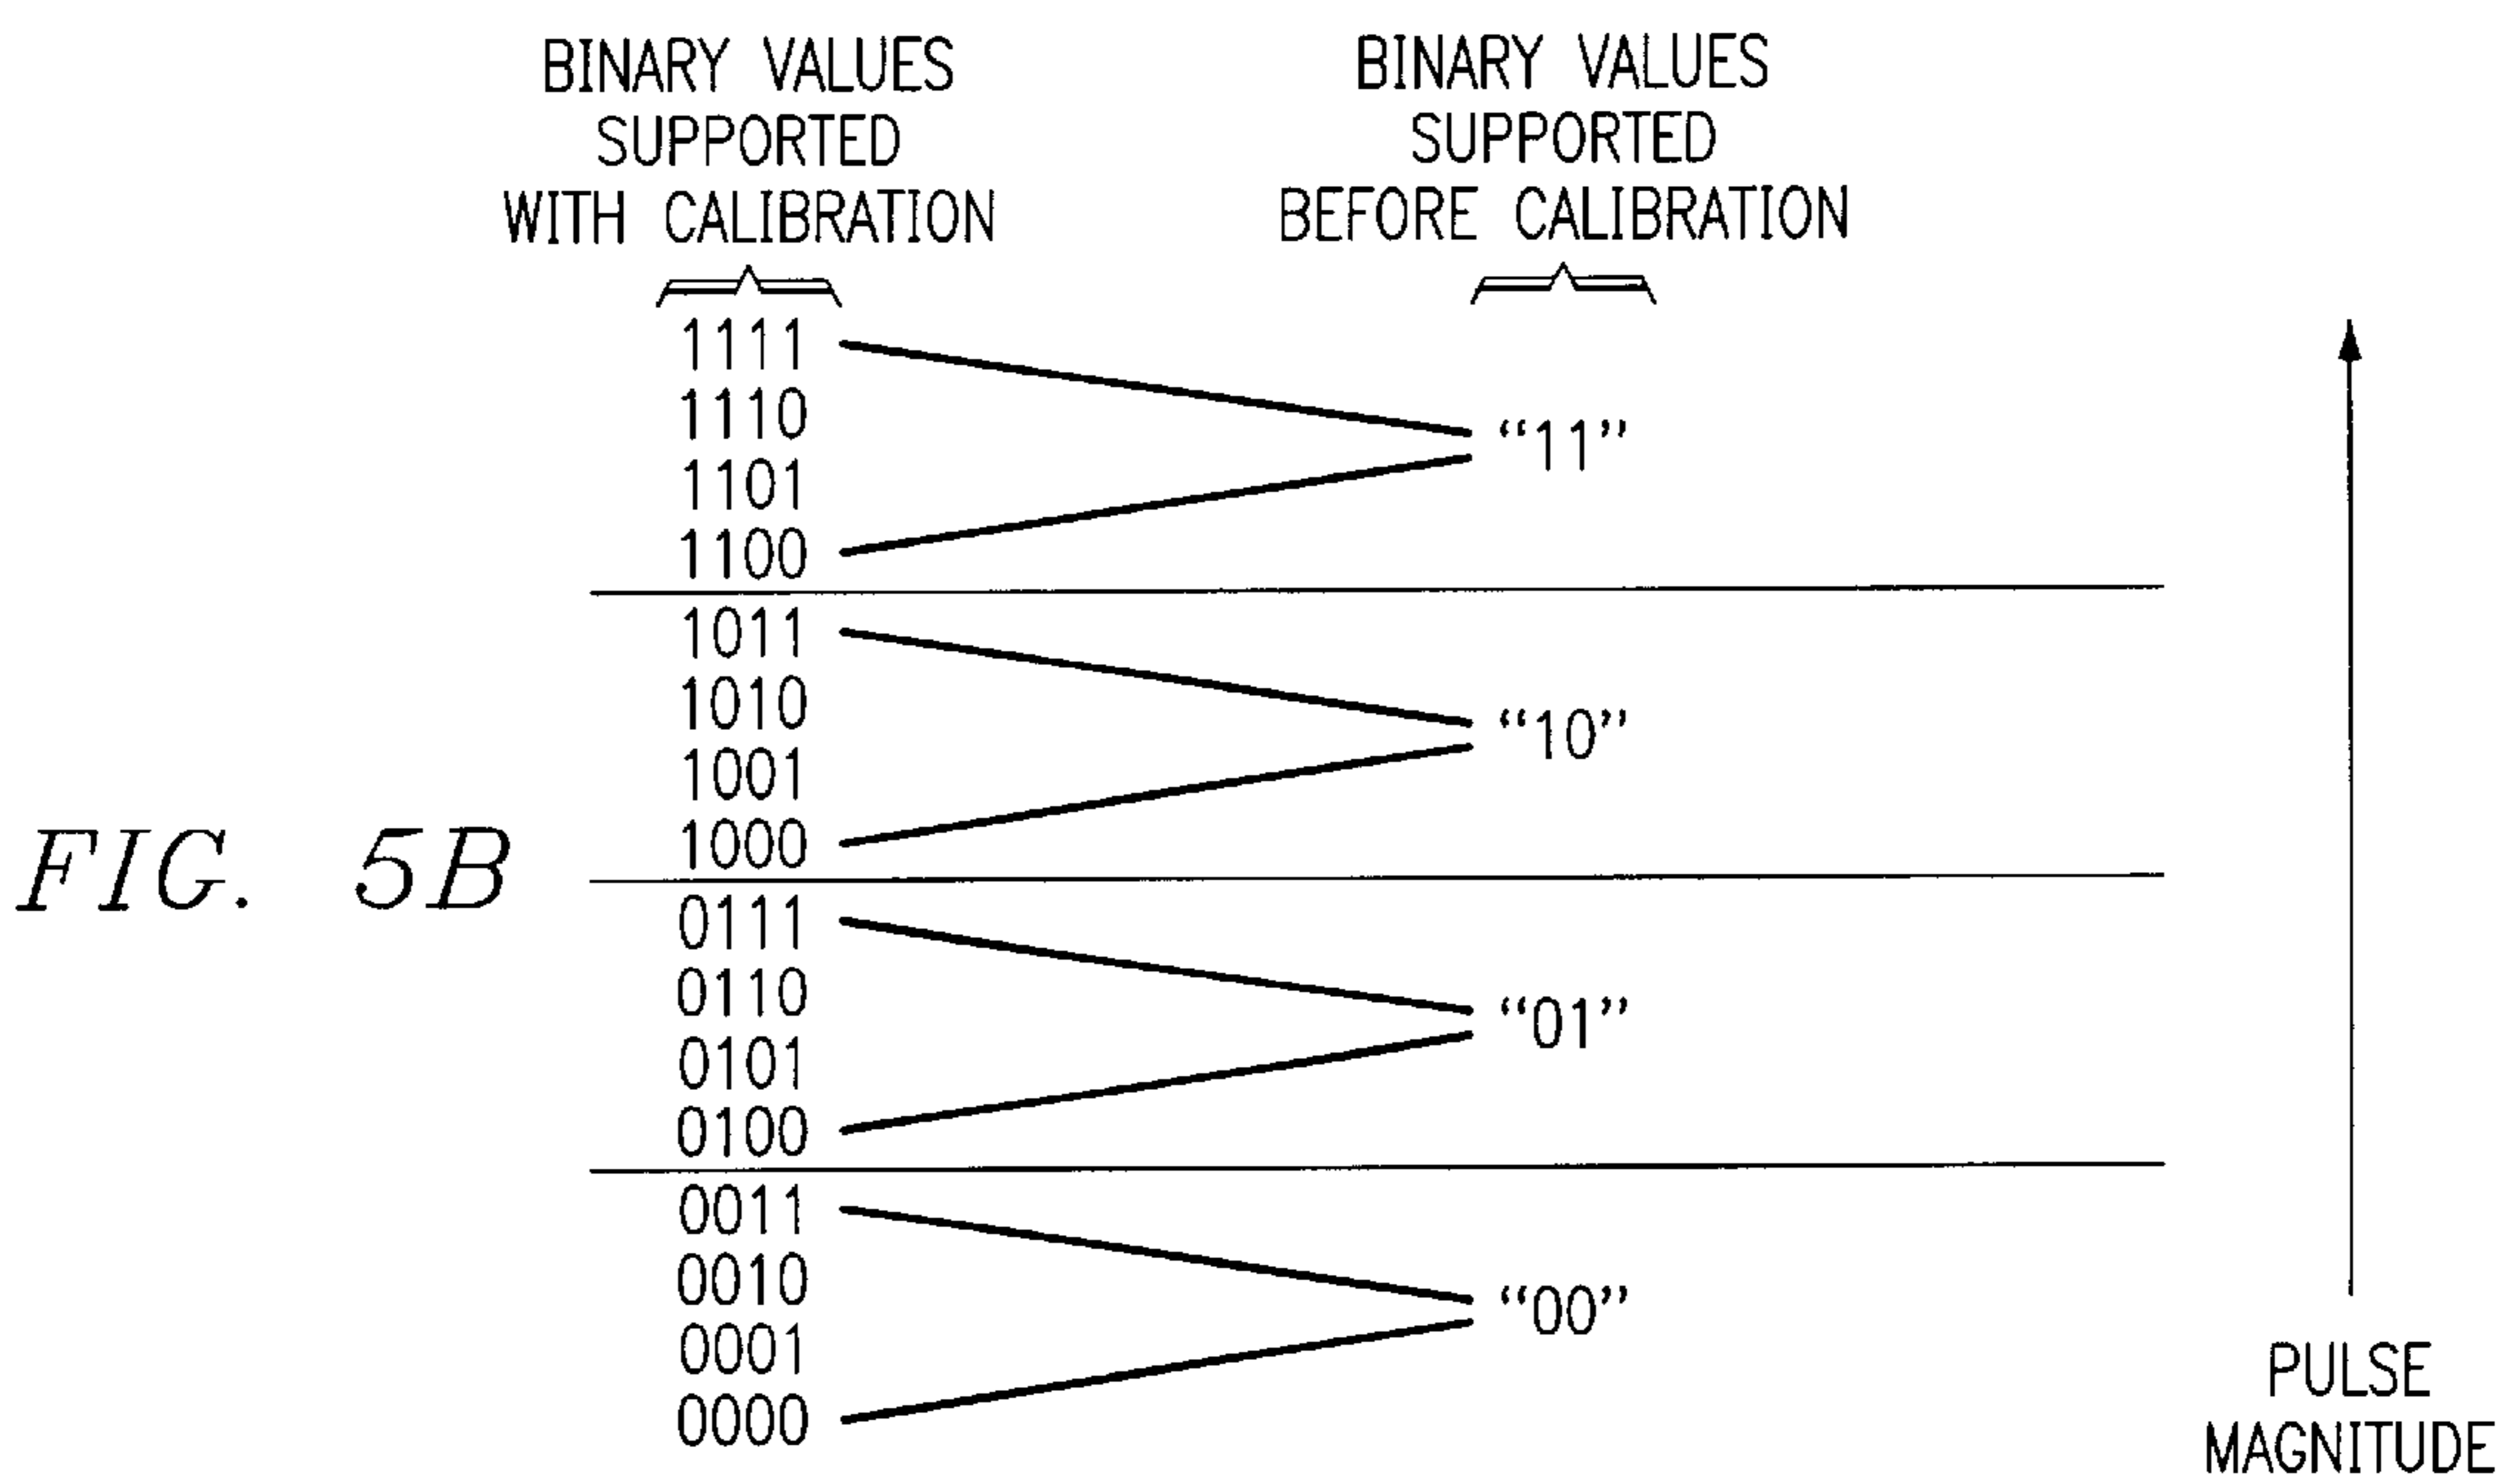 BINARY VALUES
SUPPORTED
WITH CALIBRATION
BINARY VALUES
SUPPORTED
BEFORE CALIBRATION
1111
1110
1101
1100
“11”
1011
1010
1001
1000
“10”
0111
0110
0101
0100
“01”
0011
0010
0001
0000
“00”
PULSE
MAGNITUDE
FIG. 5B